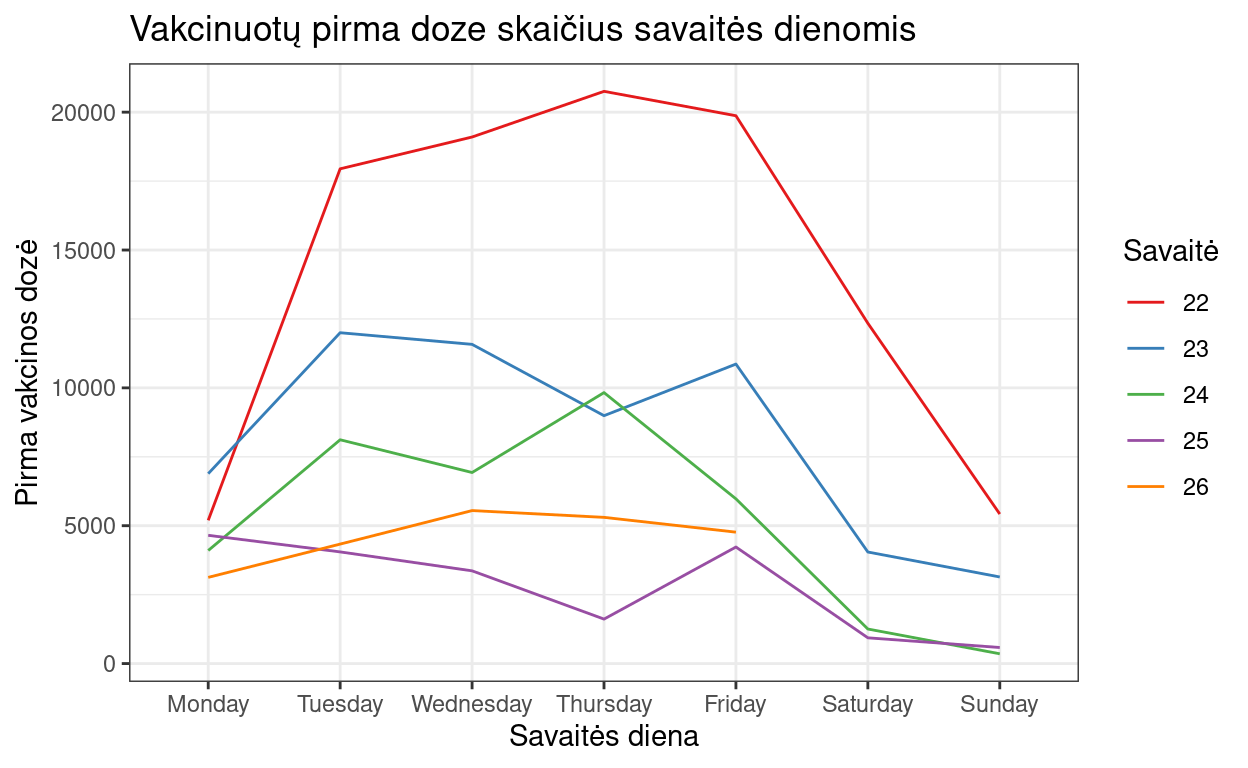 Vakcinuotų pirma doze skaičius savaitės dienomis
Pirma vakcinos dozė
20000
15000
10000
5000
0
Monday Tuesday Wednesday Thursday Friday Saturday Sunday
Savaitės diena
Savaitė
22
23
24
25
26